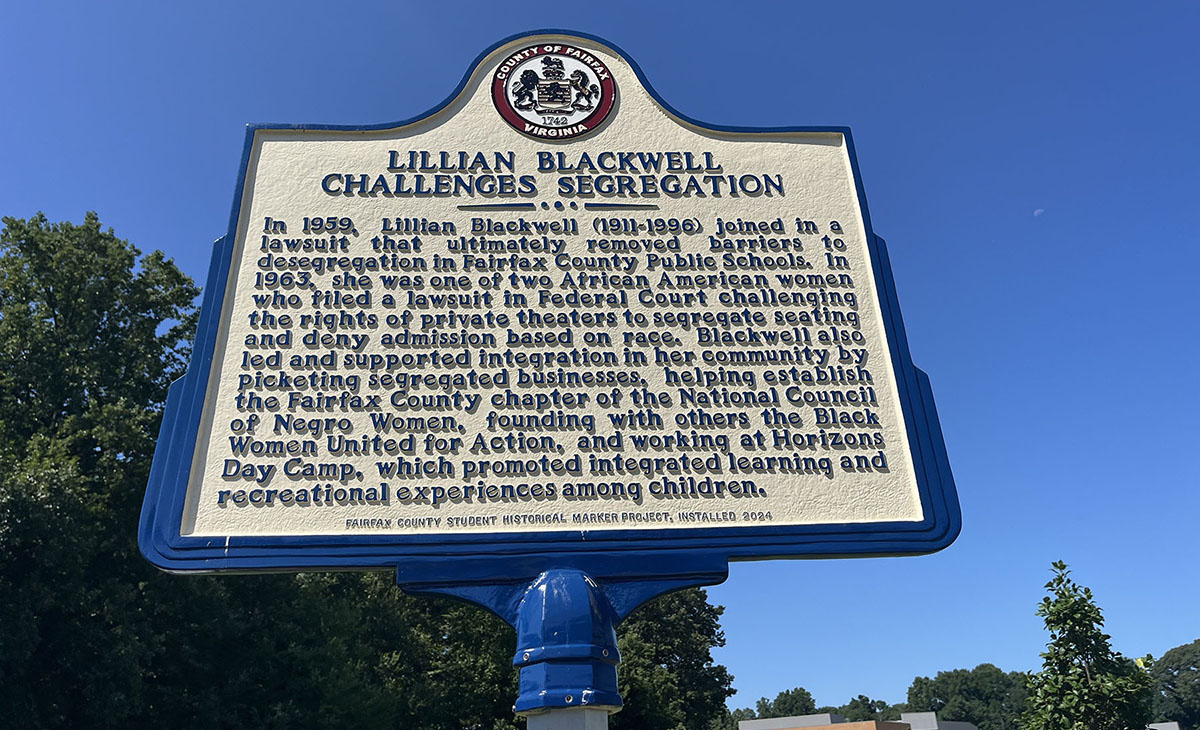 COUNTY OF FAIRFAX
1742
VIRGINIA
LILLIAN BLACKWELL
CHALLENGES SEGREGATION
In 1959, Lillian Blackwell (1911-1996) joined in a
lawsuit that ultimately removed barriers to
desegregation in Fairfax County Public Schools. In
1963, she was one of two African American women
who filed a lawsuit in Federal Court challenging
the rights of private theaters to segregate seating
and deny admission based on race. Blackwell also
led and supported integration in her community by
picketing segregated businesses, helping establish
the Fairfax County chapter of the National Council
of Negro Women, founding with others the Black
Women United for Action, and working at Horizons
Day Camp, which promoted integrated learning and
recreational experiences among children.
FAIRFAX COUNTY STUDENT HISTORICAL MARKER PROJECT, INSTALLED 2024